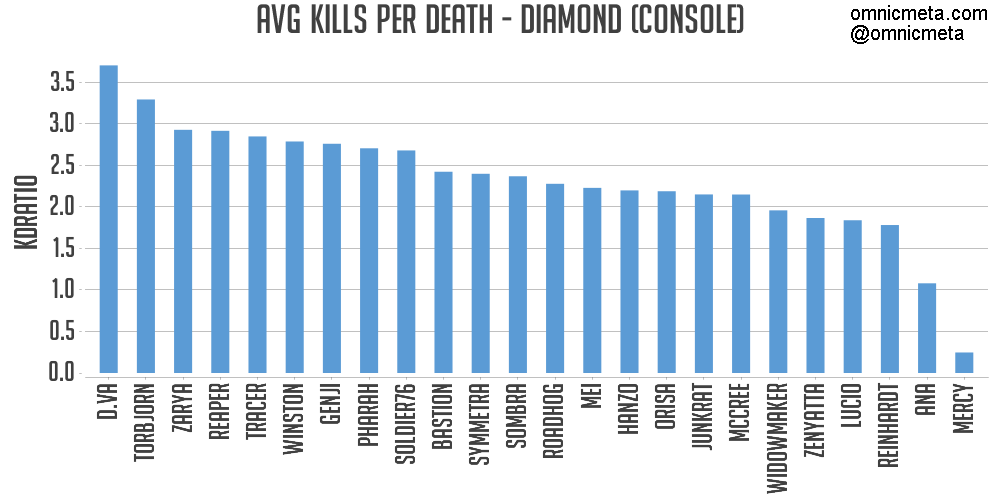 AVG KILLS PER DEATH - DIAMOND (CONSOLE)
omnicmeta.com
@omnicmeta
KDRATIO
3.5
3.0
2.5
2.0
1.5
1.0
0.5
0.0
D.VA
TORBJORN
ZARYA
REAPER
TRACER
WINSTON
GENJI
PHARAH
SOLDIER76
BASTION
SYMMETRA
SOMBRA
ROADHOG
MEI
HANZO
ORISA
JUNKRAT
MCCREE
WIDOWMAKER
ZENYATTA
LUCIO
REINHARDT
ANA
MERCY